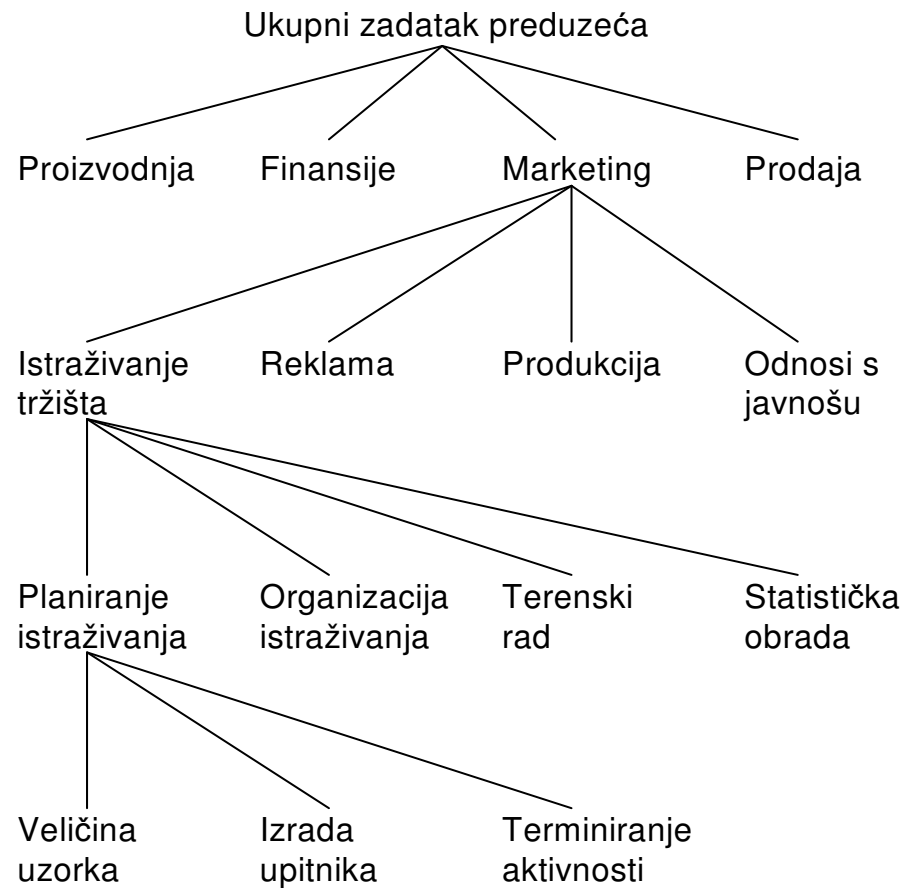 Ukupni zadatak preduzeća
Proizvodnja
Finansije
Marketing
Prodaja
Istraživanje
tržišta
Reklama
Produkcija
Odnosi s
javnošu
Planiranje
istraživanja
Organizacija
istraživanja
Terenski
rad
Statistička
obrada
Veličina
uzorka
Izrada
upitnika
Terminiranje
aktivnosti